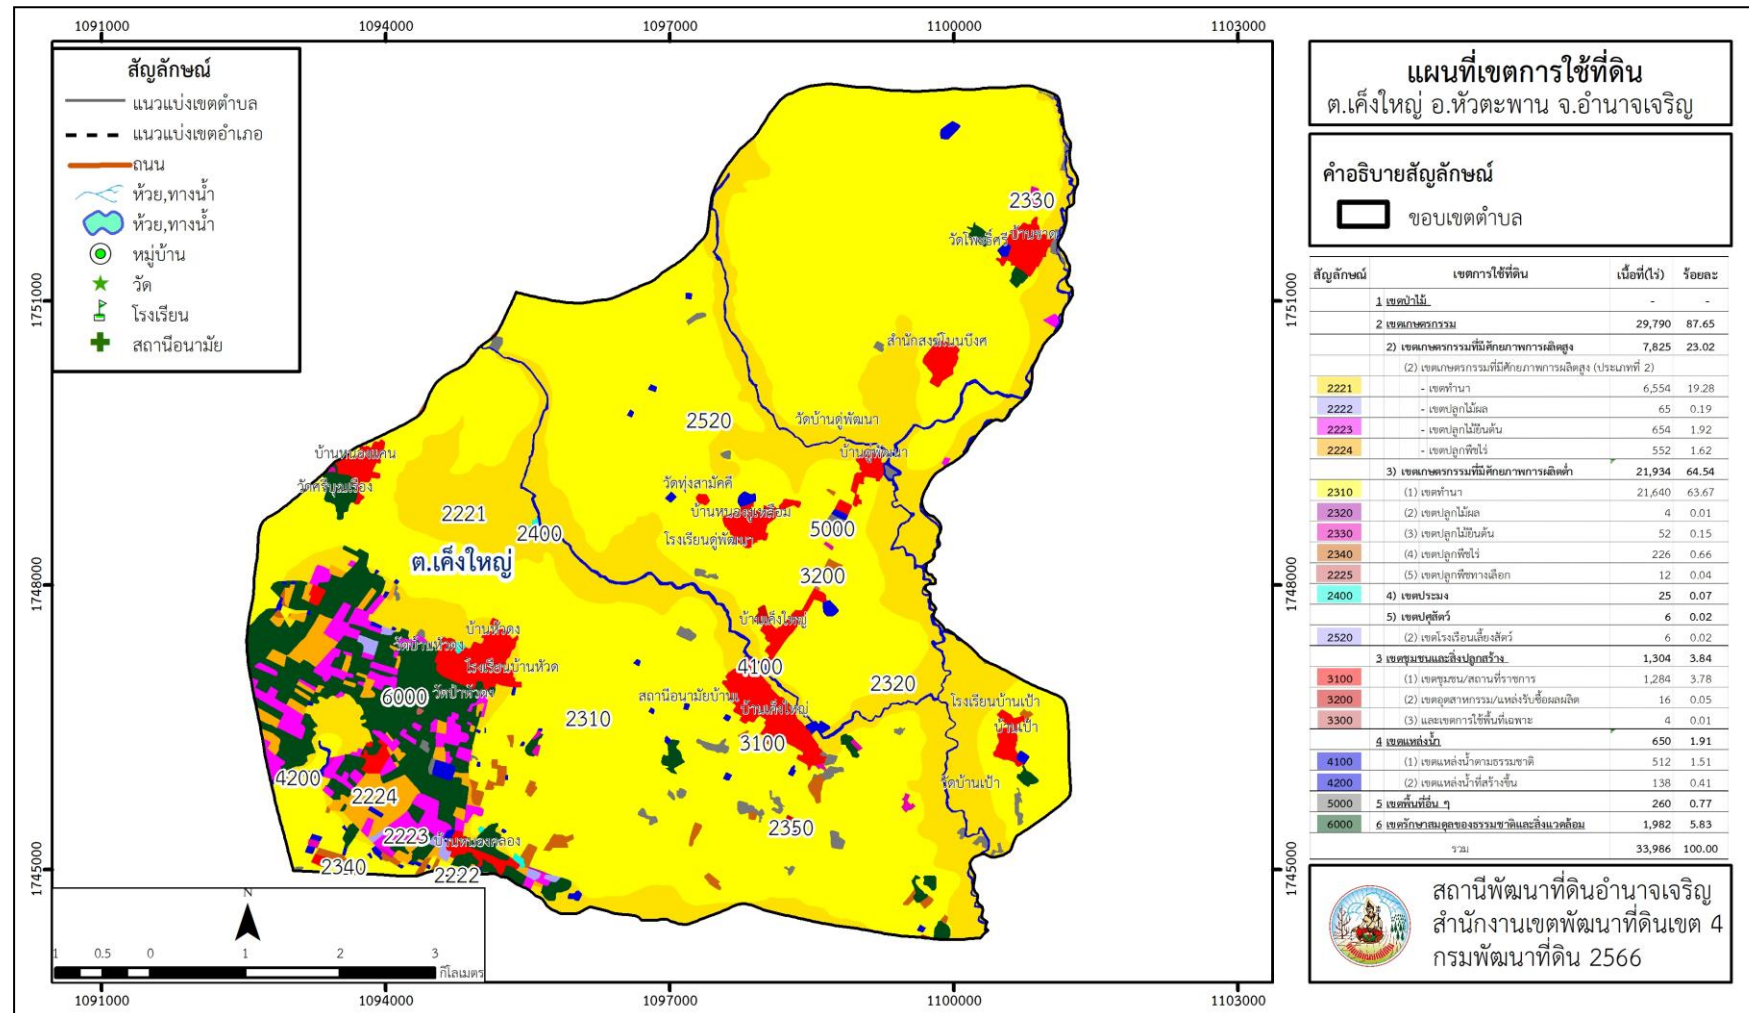 1091000 1094000 1097000 1100000 1103000
สัญลักษณ์
แนวแบ่งเขตตำบล
แนวแบ่งเขตอำเภอ
ถนน
ห้วย,ทางน้ำ
ห้วย,ทางน้ำ
หมู่บ้าน
วัด
โรงเรียน
สถานีอนามัย
1751000
1748000
1745000
1751000
1748000
1745000
2330
วัดโพธิ์ศรี
สำนักสงฆ์โนนบึงศ
2520
วัดบ้านดู่พัฒนา
บ้านดู่พัฒนา
บ้านหนองแคน
วัดศรีบุญเรือง
วัดทุ่งสามัคคี
2221
โรงเรียนดู่พัฒนา
5000
2400
ต.เค็งใหญ่
3200
บ้านเค็งใหญ่
บ้านหัวดง
วัดบ้านหัวดง
โรงเรียนบ้านหัวด
4100
2320
วัดป่าหัวดง
6000
สถานีอนามัยบ้านเ
บ้านเค็งใหญ่
โรงเรียนบ้านเป้า
บ้านเป้า
2310
3100
4200
วัดบ้านเป้า
2224
2350
2223
บ้านหนองคล่อง
2340
2222
N
1 0.5 0 1 2 3
กิโลเมตร
1091000 1094000 1097000 1100000 1103000
แผนที่เขตการใช้ที่ดิน
ต.เค็งใหญ่ อ.หัวตะพาน จ.อำนาจเจริญ
คำอธิบายสัญลักษณ์
ขอบเขตตำบล
สัญลักษณ์ เขตการใช้ที่ดิน เนื้อที่(ไร่) ร้อยละ
1 เขตป่าไม้ - -
2 เขตเกษตรกรรม 29,790 87.65
2) เขตเกษตรกรรมที่มีศักยภาพการผลิตสูง 7,825 23.02
(2) เขตเกษตรกรรมที่มีศักยภาพการผลิตสูง (ประเภทที่ 2)
2221 - เขตทำนา 6,554 19.28
2222 - เขตปลูกไม้ผล 65 0.19
2223 - เขตปลูกไม้ยืนต้น 654 1.92
2224 - เขตปลูกพืชไร่ 552 1.62
3) เขตเกษตรกรรมที่มีศักยภาพการผลิตต่ำ 21,934 64.54
2310 (1) เขตทำนา 21,640 63.67
2320 (2) เขตปลูกไม้ผล 4 0.01
2330 (3) เขตปลูกไม้ยืนต้น 52 0.15
2340 (4) เขตปลูกพืชไร่ 226 0.66
2225 (5) เขตปลูกพืชทางเลือก 12 0.04
2400 4) เขตประมง 25 0.07
5) เขตปศุสัตว์ 6 0.02
2520 (2) เขตโรงเรือนเลี้ยงสัตว์ 6 0.02
3 เขตชุมชนและสิ่งปลูกสร้าง 1,304 3.84
3100 (1) เขตชุมชน/สถานที่ราชการ 1,284 3.78
3200 (2) เขตอุตสาหกรรม/แหล่งรับซื้อผลผลิต 16 0.05
3300 (3) และเขตการใช้พื้นที่เฉพาะ 4 0.01
4 เขตแหล่งน้ำ 650 1.91
4100 (1) เขตแหล่งน้ำตามธรรมชาติ 512 1.51
4200 (2) เขตแหล่งน้ำที่สร้างขึ้น 138 0.41
5000 5 เขตพื้นที่อื่น ๆ 260 0.77
6000 6 เขตรักษาสมดุลของธรรมชาติและสิ่งแวดล้อม 1,982 5.83
รวม 33,986 100.00
สถานีพัฒนาที่ดินอำนาจเจริญ
สำนักงานเขตพัฒนาที่ดินเขต 4
กรมพัฒนาที่ดิน 2566